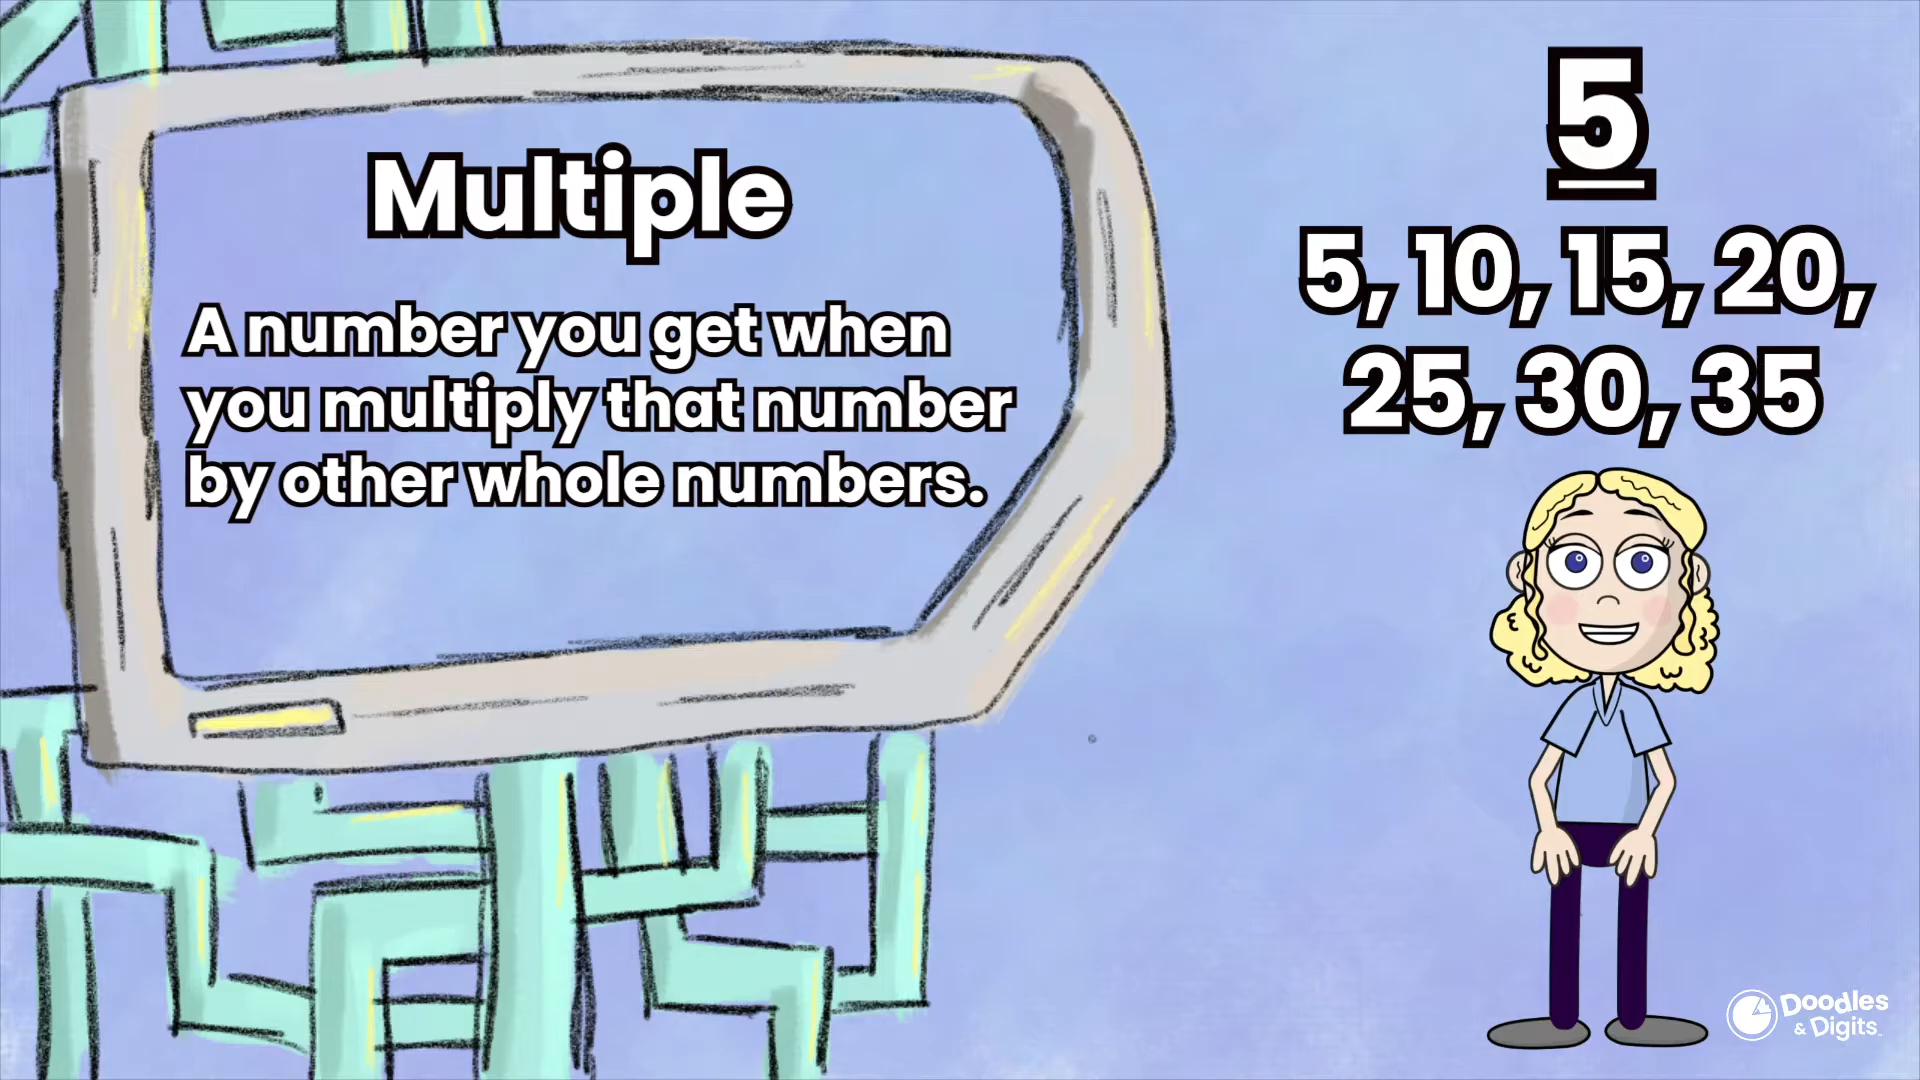 Multiple
A number you get when
you multiply that number
by other whole numbers.
5
5, 10, 15, 20,
25, 30, 35
Doodles
& Digits